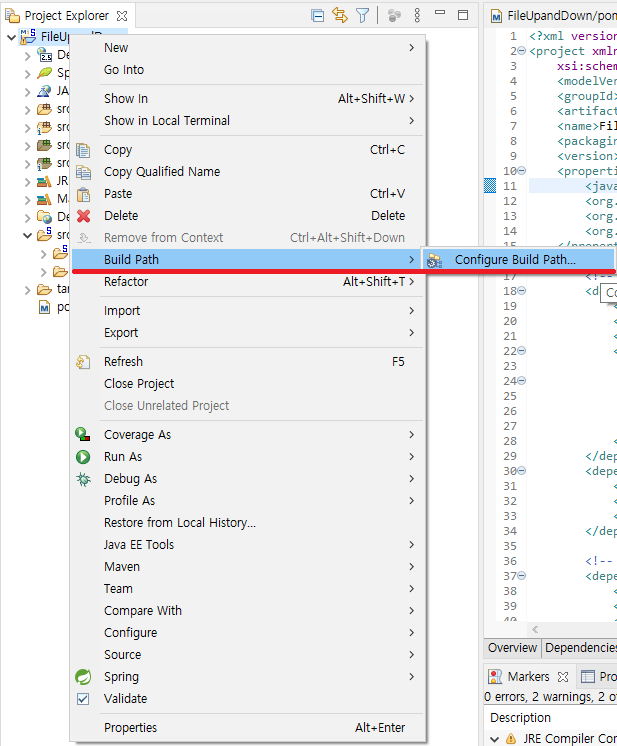 Project Explorer
FileUpandD
New
Go Into
Show In Alt+Shift+W
Show in Local Terminal
Copy Ctrl+C
Copy Qualified Name
Paste Ctrl+V
Delete Delete
Remove from Context Ctrl+Alt+Shift+Down
Build Path
Configure Build Path...
Refactor Alt+Shift+T
Import
Export
Refresh F5
Close Project
Close Unrelated Project
Coverage As
Run As
Debug As
Profile As
Restore from Local History...
Java EE Tools
Maven
Team
Compare With
Configure
Source
Spring
Validate
Properties Alt+Enter
De
Sp
JA
src
src
src
src
JR
Ma
De
src
S
tar
po
FileUpandDown/pon
1 <?xml version
2 <project xmln
3 xsi:schem
4 <modelVer
5 <groupId>
6 <artifact
7 <name>Fil
8 <packagin
9 <version>
10 <properti
11 <java
12 <org.
13 <org.
14 <org.
15 </propert
17 <!--
18 <d
19 <
20 <
21 <
22 <
23
24
25
26
27
28 <
29 </dep
30 <depe
31 <
32 <
33 <
34 </dep
35
36 <!--
37 <depe
38 <
39 <
40 <
Co
Overview Dependencies
Markers Pro
0 errors, 2 warnings, 2 o
Description
JRE Compiler Con